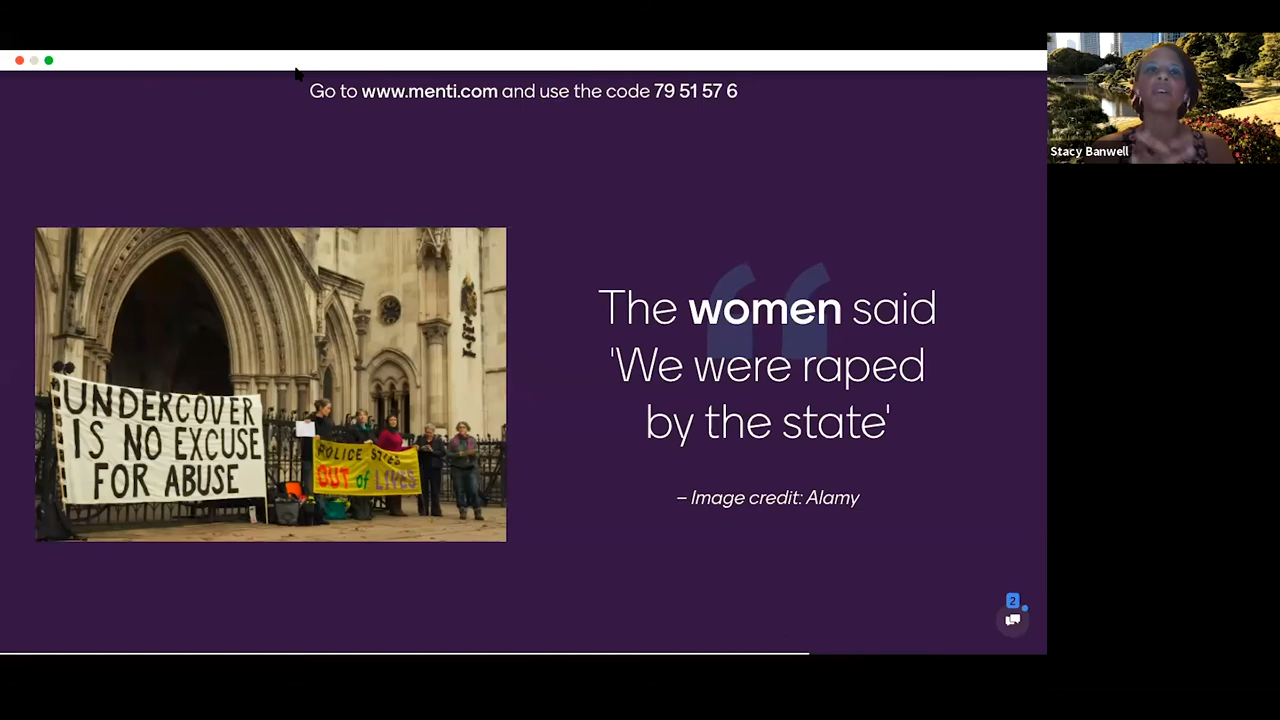 Go to www.menti.com and use the code 79 51 57 6
Stacy Banwell
UNDERCOVER
IS NO EXCUSE
FOR ABUSE
POLICE SPIES
OUT of LIVES
The women said
'We were raped
by the state'
– Image credit: Alamy
2